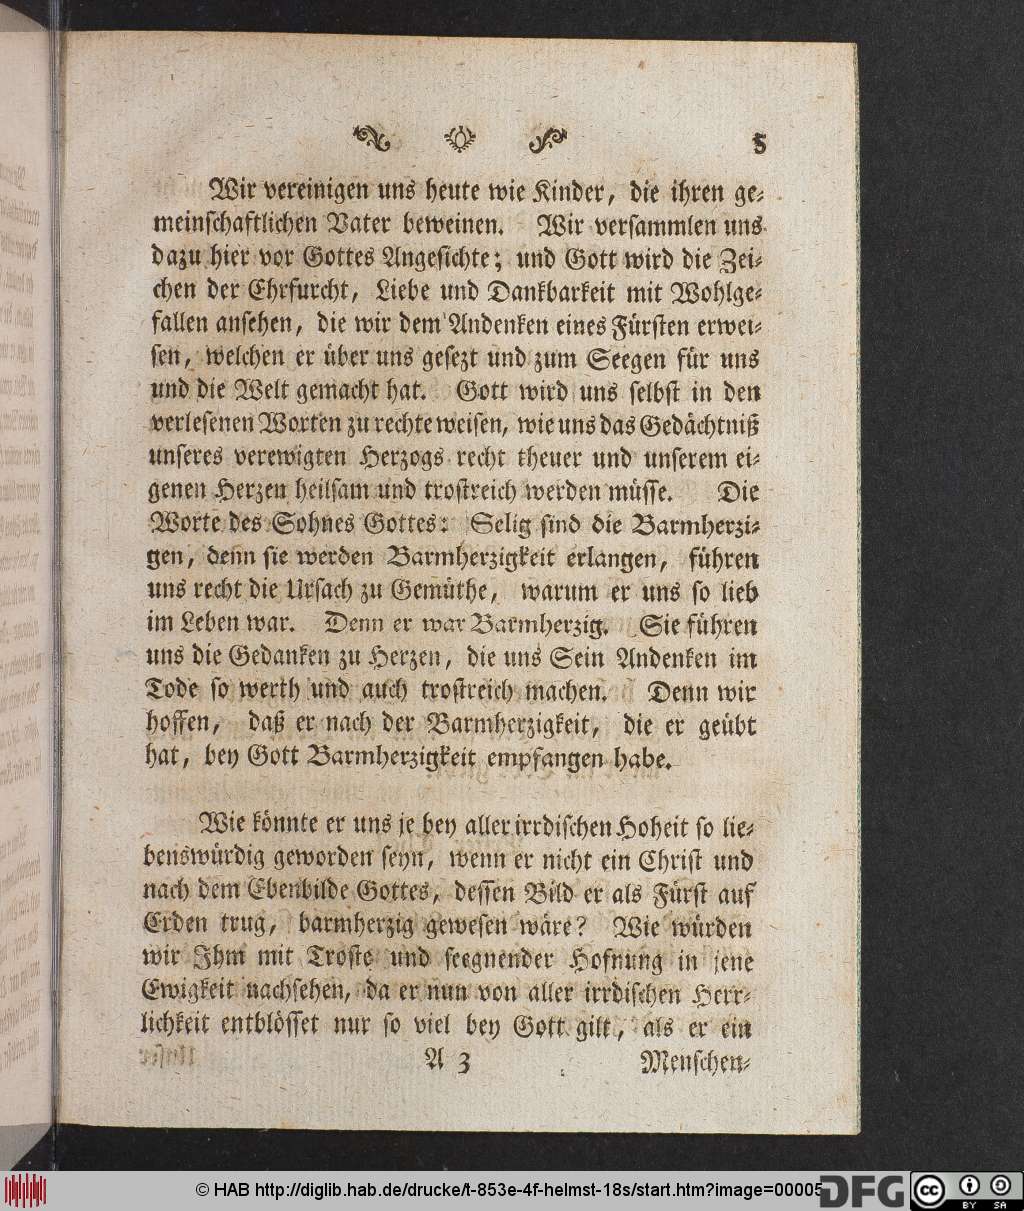 5
Wir vereinigen uns heute wie Kinder, die ihren ge-
meinschaftlichen Vater beweinen. Wir versammlen uns
dazu hier vor Gottes Angesichte; und Gott wird die Zei-
chen der Ehrfurcht, Liebe und Dankbarkeit mit Wohlge-
fallen ansehen, die wir dem Andenken eines Fürsten erwei-
sen, welchen er über uns gesezt und zum Seegen für uns
und die Welt gemacht hat. Gott wird uns selbst in den
verlesenen Worten zu rechte weisen, wie uns das Gedächtniß
unseres verewigten Herzogs recht theuer und unserem ei-
genen Herzen heilsam und trostreich werden müsse. Die
Worte des Sohnes Gottes: Selig sind die Barmherzi-
gen, denn sie werden Barmherzigkeit erlangen, führen
uns recht die Ursach zu Gemüthe, warum er uns so lieb
im Leben war. Denn er war Barmherzig. Sie führen
uns die Gedanken zu Herzen, die uns Sein Andenken im
Tode so werth und auch trostreich machen. Denn wir
hoffen, daß er nach der Barmherzigkeit, die er geübt
hat, bey Gott Barmherzigkeit empfangen habe.
Wie könnte er uns je bey aller irrdischen Hoheit so lie-
benswürdig geworden seyn, wenn er nicht ein Christ und
nach dem Ebenbilde Gottes, dessen Bild er als Fürst auf
Erden trug, barmherzig gewesen wäre? Wie würden
wir Ihm mit Troste und seegnender Hofnung in jene
Ewigkeit nachsehen, da er nun von aller irrdischen Herr-
lichkeit entblösset nur so viel bey Gott gilt, als er ein
A 3 Menschen-
© HAB http://diglib.hab.de/drucke/t-853e-4f-helmst-18s/start.htm?image=00005
DFG
cc BY SA